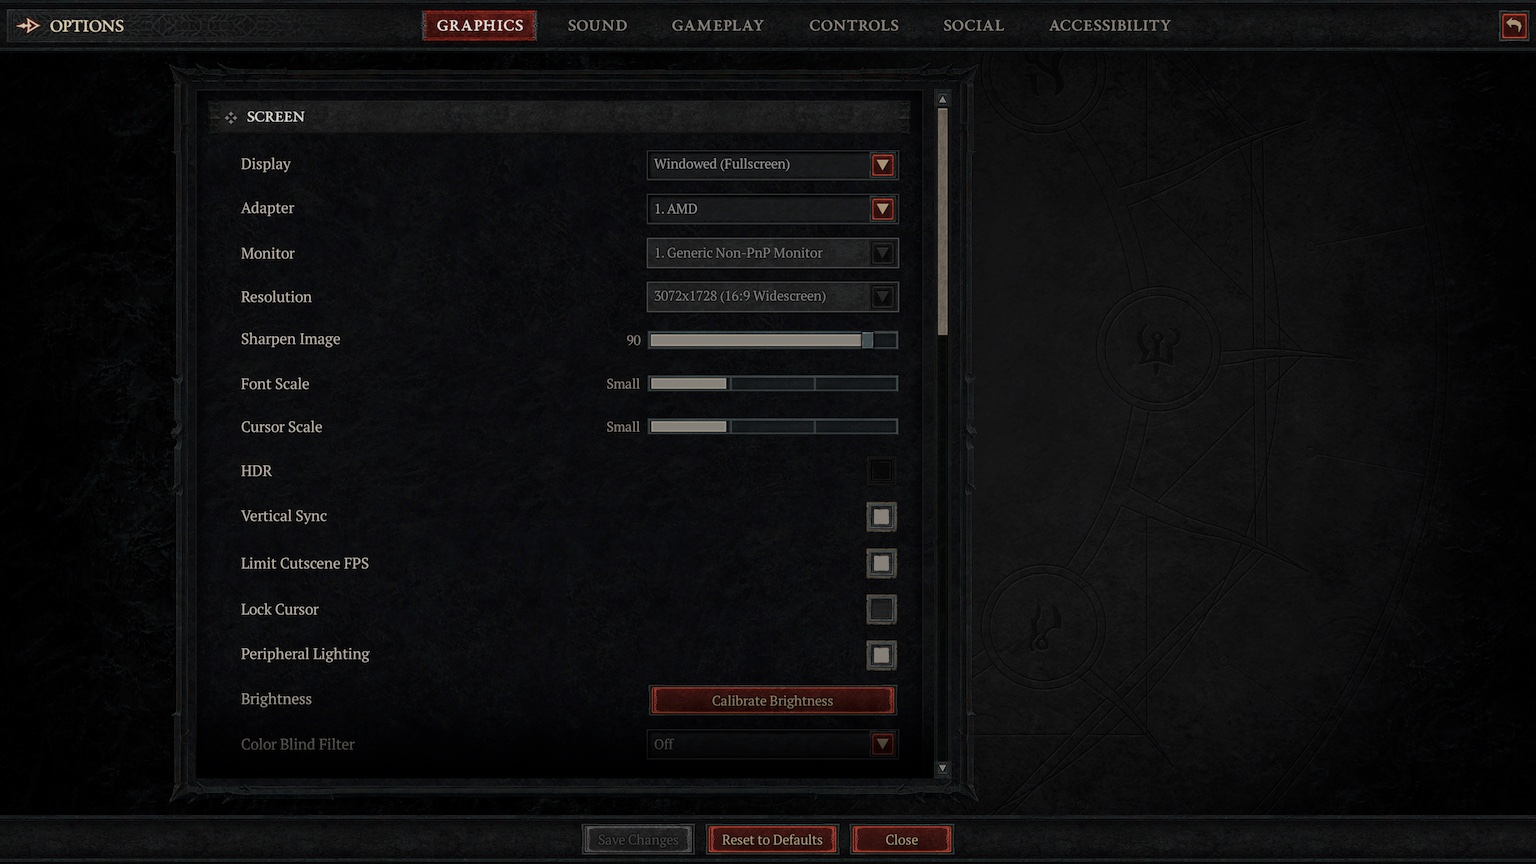 OPTIONS
GRAPHICS
SOUND
GAMEPLAY
CONTROLS
SOCIAL
ACCESSIBILITY
SCREEN
Display
Windowed (Fullscreen)
Adapter
1. AMD
Monitor
1. Generic Non-PnP Monitor
Resolution
3072x1728 (16:9 Widescreen)
Sharpen Image
90
Font Scale
Small
Cursor Scale
Small
HDR
Vertical Sync
Limit Cutscene FPS
Lock Cursor
Peripheral Lighting
Brightness
Calibrate Brightness
Color Blind Filter
Off
Save Changes
Reset to Defaults
Close